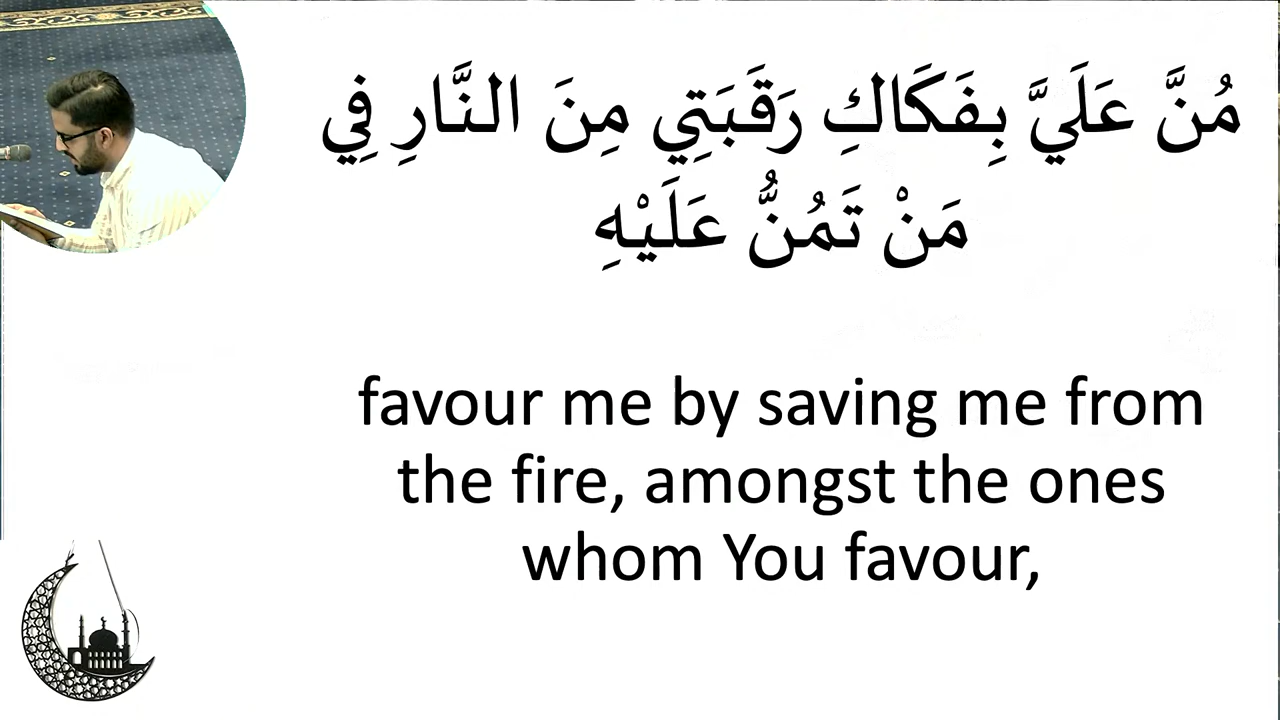 مُنَّ عَلَيَّ بِفَكَاكِ رَقَبَتِي مِنَ النَّارِ فِي
مَنْ تَمُنُّ عَلَيْهِ
favour me by saving me from
the fire, amongst the ones
whom You favour,